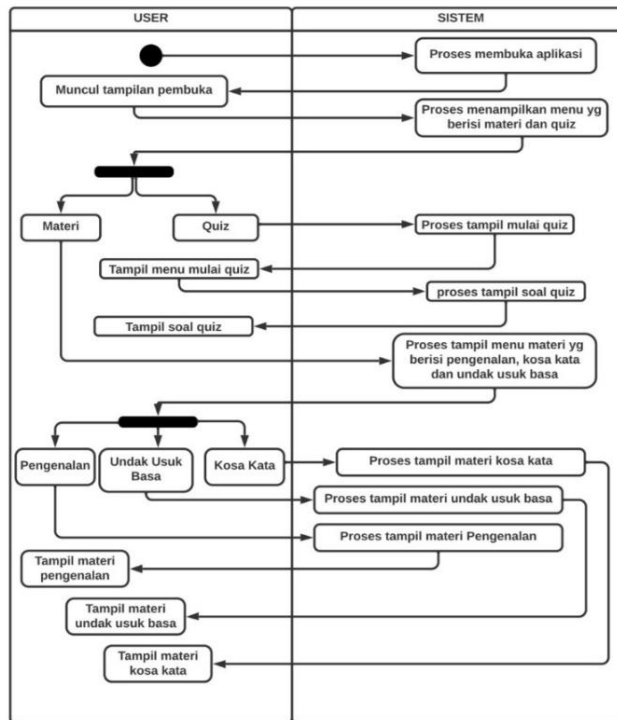 USER
SISTEM
Proses membuka aplikasi
Muncul tampilan pembuka
Proses menampilkan menu yg
berisi materi dan quiz
Materi
Quiz
Proses tampil mulai quiz
Tampil menu mulai quiz
proses tampil soal quiz
Tampil soal quiz
Proses tampil menu materi yg
berisi pengenalan, kosa kata
dan undak usuk basa
Pengenalan
Undak Usuk
Basa
Kosa Kata
Proses tampil materi kosa kata
Proses tampil materi undak usuk basa
Proses tampil materi Pengenalan
Tampil materi
pengenalan
Tampil materi
undak usuk basa
Tampil materi
kosa kata